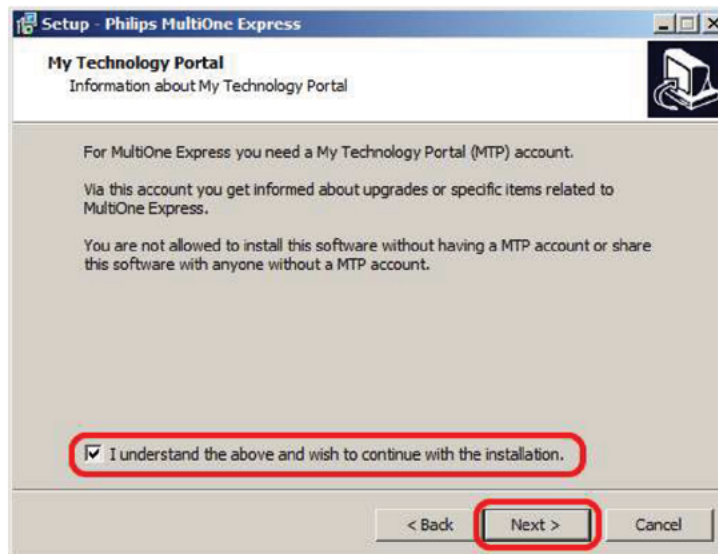 Setup - Philips MultiOne Express
My Technology Portal
Information about My Technology Portal
For MultiOne Express you need a My Technology Portal (MTP) account.
Via this account you get informed about upgrades or specific items related to
MultiOne Express.
You are not allowed to install this software without having a MTP account or share
this software with anyone without a MTP account.
I understand the above and wish to continue with the installation.
< Back
Next >
Cancel